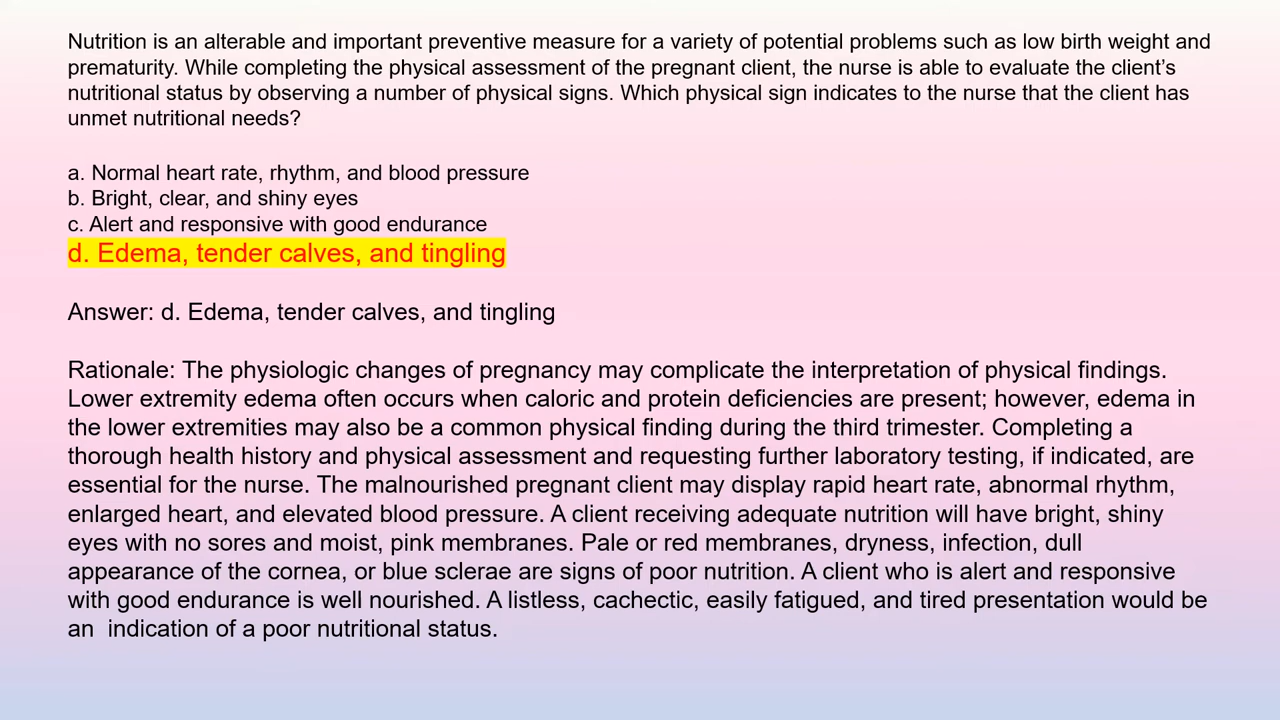 Nutrition is an alterable and important preventive measure for a variety of potential problems such as low birth weight and
prematurity. While completing the physical assessment of the pregnant client, the nurse is able to evaluate the client’s
nutritional status by observing a number of physical signs. Which physical sign indicates to the nurse that the client has
unmet nutritional needs?
a. Normal heart rate, rhythm, and blood pressure
b. Bright, clear, and shiny eyes
c. Alert and responsive with good endurance
d. Edema, tender calves, and tingling
Answer: d. Edema, tender calves, and tingling
Rationale: The physiologic changes of pregnancy may complicate the interpretation of physical findings.
Lower extremity edema often occurs when caloric and protein deficiencies are present; however, edema in
the lower extremities may also be a common physical finding during the third trimester. Completing a
thorough health history and physical assessment and requesting further laboratory testing, if indicated, are
essential for the nurse. The malnourished pregnant client may display rapid heart rate, abnormal rhythm,
enlarged heart, and elevated blood pressure. A client receiving adequate nutrition will have bright, shiny
eyes with no sores and moist, pink membranes. Pale or red membranes, dryness, infection, dull
appearance of the cornea, or blue sclerae are signs of poor nutrition. A client who is alert and responsive
with good endurance is well nourished. A listless, cachectic, easily fatigued, and tired presentation would be
an  indication of a poor nutritional status.